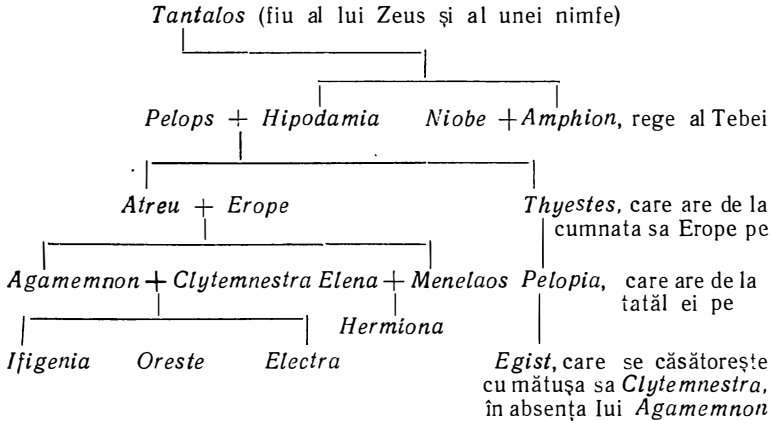 Tantalos (fiu al lui Zeus și al unei nimfe)
Pelops + Hipodamia Niobe + Amphion, rege al Tebei
Atreu + Erope Thyestes, care are de la
cumnata sa Erope pe
Agamemnon + Clytemnestra Elena + Menelaos Pelopia, care are de la
tatăl ei pe
Hermiona
Ifigenia Oreste Electra Egist, care se căsătorește
cu mătușa sa Clytemnestra,
în absența lui Agamemnon